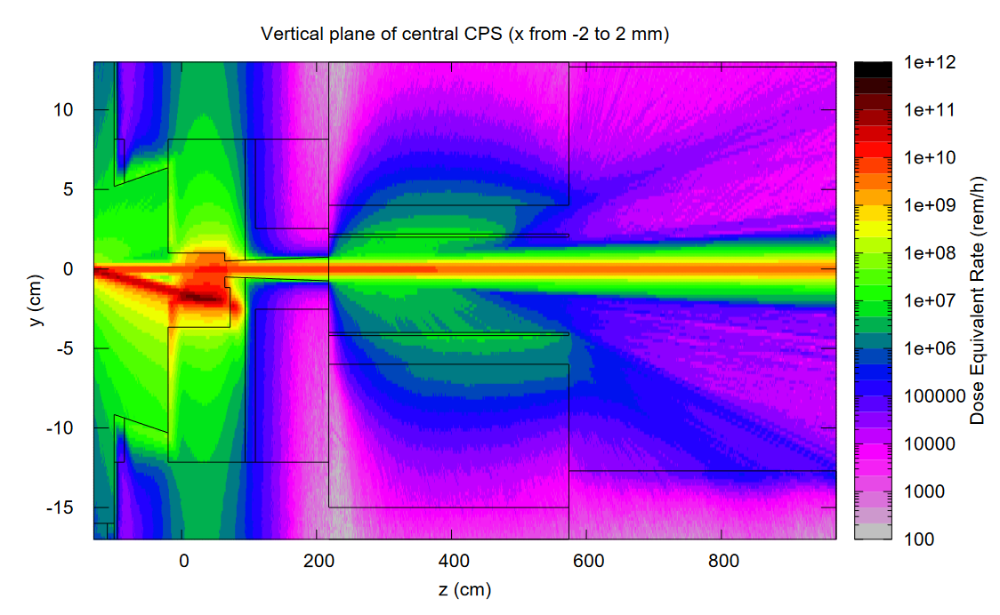 Vertical plane of central CPS (x from -2 to 2 mm)
10
5
0
-5
-10
-15
y (cm)
0
200
400
600
800
z (cm)
1e+12
1e+11
1e+10
1e+09
1e+08
1e+07
1e+06
100000
10000
1000
100
Dose Equivalent Rate (rem/h)